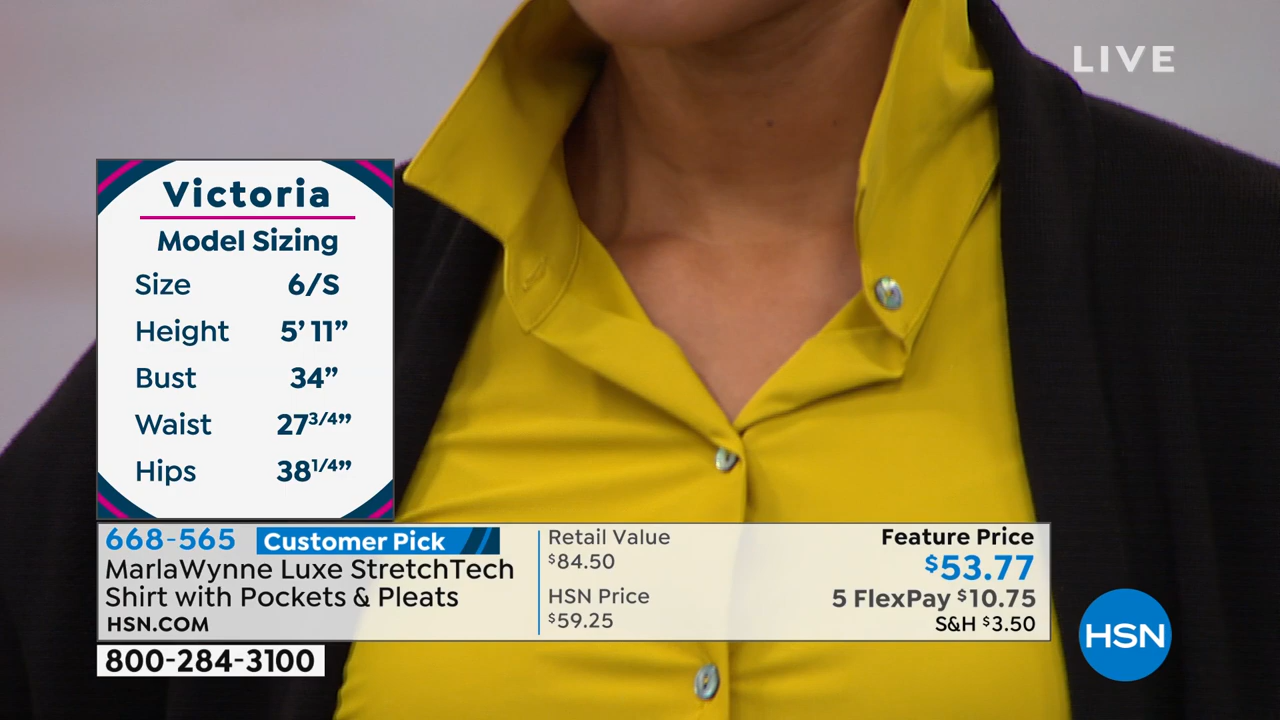 LIVE
Victoria
Model Sizing
Size 6/S
Height 5' 11”
Bust 34”
Waist 27 3/4”
Hips 38 1/4”
668-565 Customer Pick
MarlaWynne Luxe StretchTech
Shirt with Pockets & Pleats
HSN.COM
Retail Value
$84.50
HSN Price
$59.25
Feature Price
$53.77
5 FlexPay $10.75
S&H $3.50
800-284-3100
HSN